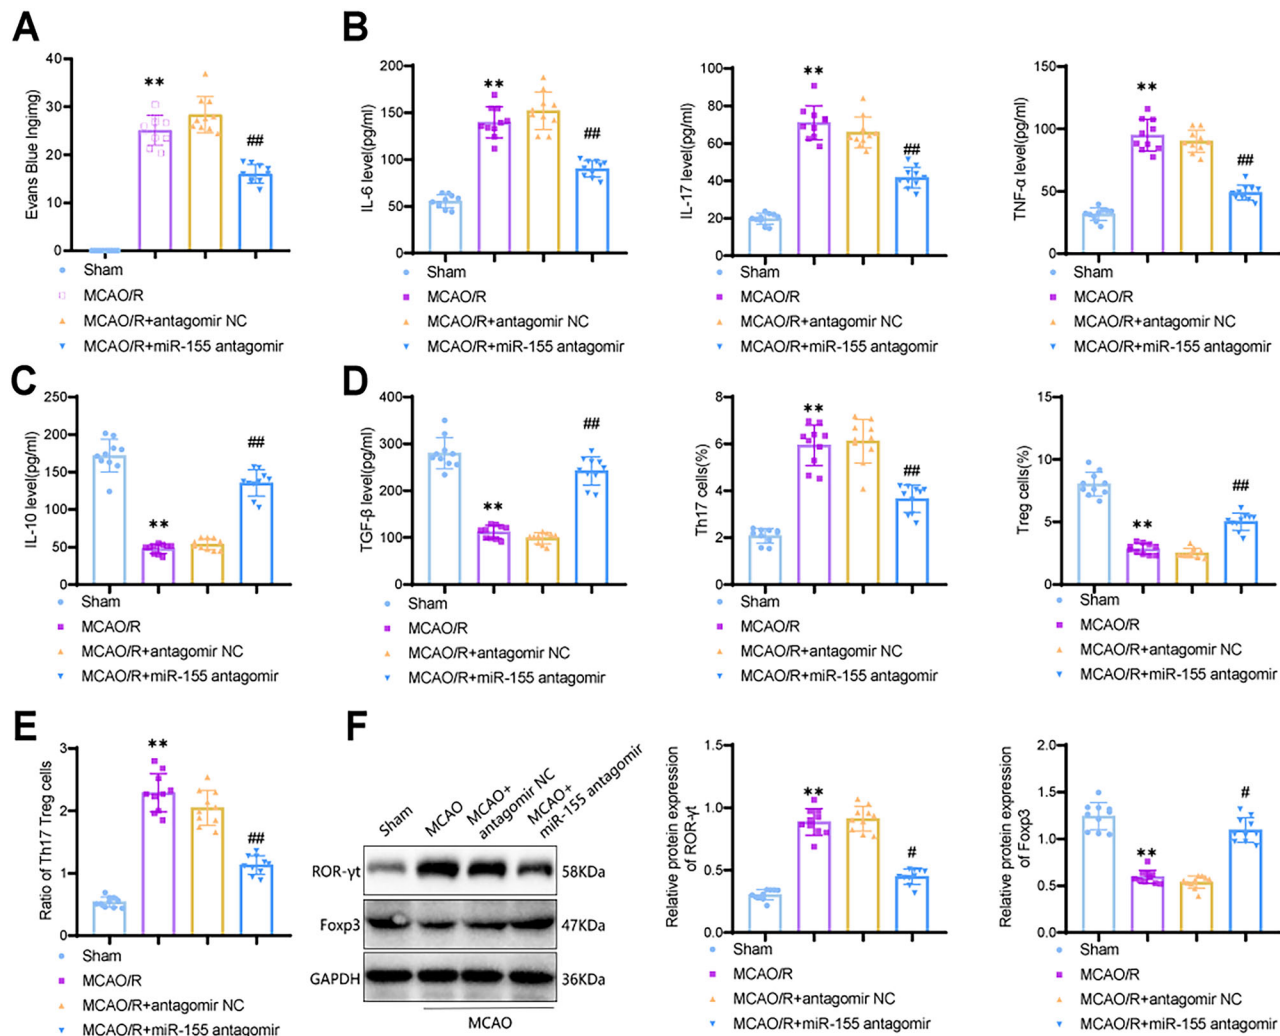 A
Evans Blue Ingimg)
40
30
20
10
0
**
##
Sham
MCAO/R
MCAO/R+antagomir NC
MCAO/R+miR-155 antagomir
B
IL-6 level(pg/ml)
200
150
100
50
0
**
##
Sham
MCAO/R
MCAO/R+antagomir NC
MCAO/R+miR-155 antagomir
IL-17 level(pg/ml)
100
80
60
40
20
0
**
##
Sham
MCAO/R
MCAO/R+antagomir NC
MCAO/R+miR-155 antagomir
TNF-α level(pg/ml)
150
100
50
0
**
##
Sham
MCAO/R
MCAO/R+antagomir NC
MCAO/R+miR-155 antagomir
C
IL-10 level(pg/ml)
250
200
150
100
50
0
**
##
Sham
MCAO/R
MCAO/R+antagomir NC
MCAO/R+miR-155 antagomir
D
TGF-β level(pg/ml)
400
300
200
100
0
**
##
Sham
MCAO/R
MCAO/R+antagomir NC
MCAO/R+miR-155 antagomir
Th17 cells(%)
8
6
4
2
0
**
##
Sham
MCAO/R
MCAO/R+antagomir NC
MCAO/R+miR-155 antagomir
Treg cells(%)
15
10
5
0
**
##
Sham
MCAO/R
MCAO/R+antagomir NC
MCAO/R+miR-155 antagomir
E
Ratio of Th17 Treg cells
3
2
1
0
**
##
Sham
MCAO/R
MCAO/R+antagomir NC
MCAO/R+miR-155 antagomir
F
Sham
MCAO
MCAO+
antagomir NC
MCAO+
miR-155 antagomir
ROR-γt
58KDa
Foxp3
47KDa
GAPDH
36KDa
MCAO
Relative protein expression
of ROR-γt
1.5
1.0
0.5
0.0
**
#
Sham
MCAO/R
MCAO/R+antagomir NC
MCAO/R+miR-155 antagomir
Relative protein expression
of Foxp3
2.0
1.5
1.0
0.5
0.0
**
#
Sham
MCAO/R
MCAO/R+antagomir NC
MCAO/R+miR-155 antagomir